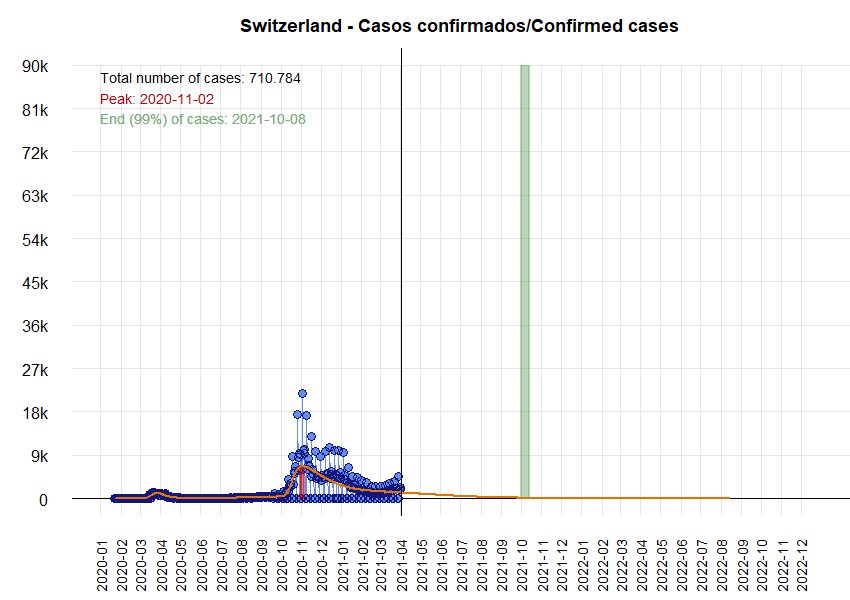 Switzerland - Casos confirmados/Confirmed cases
90k
Total number of cases: 710.784
Peak: 2020-11-02
81k
End (99%) of cases: 2021-10-08
72k
63k
54k
45k
36k
27k
18k
9k
0
2020-01
2020-02
2020-03
2020-04
2020-05
2020-06
2020-07
2020-08
2020-09
2020-10
2020-11
2020-12
2021-01
2021-02
2021-03
2021-04
2021-05
2021-06
2021-07
2021-08
2021-09
2021-10
2021-11
2021-12
2022-01
2022-02
2022-03
2022-04
2022-05
2022-06
2022-07
2022-08
2022-09
2022-10
2022-11
2022-12